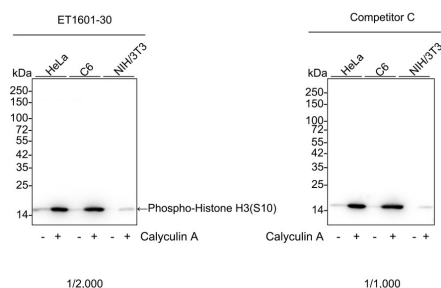 ET1601-30
Competitor C
HeLa
C6
NIH/3T3
kDa
250-
150-
100-
72-
55-
42-
35-
25-
14-
←Phospho-Histone H3(S10)
- + - + - +
Calyculin A
1/2,000
HeLa
C6
NIH/3T3
kDa
250-
150-
100-
72-
55-
42-
35-
25-
14-
Calyculin A
- + - + - +
1/1,000